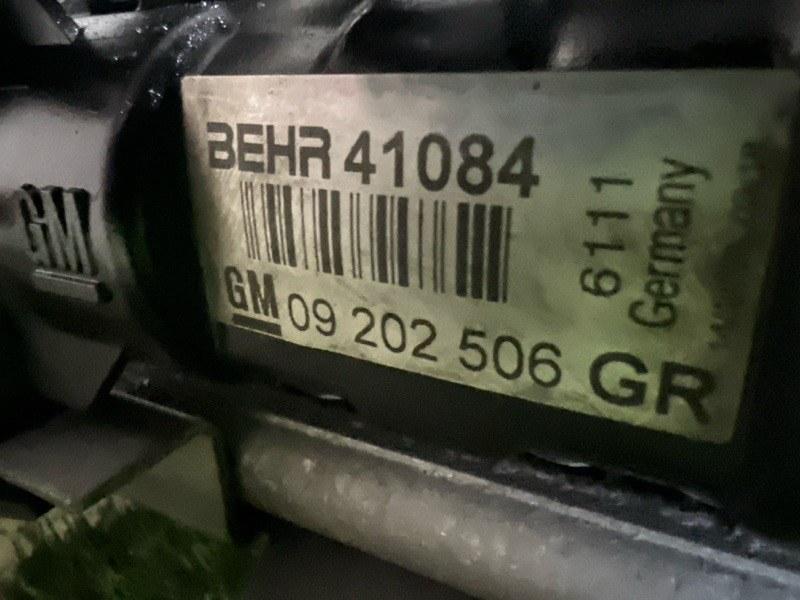 GM
BEHR 41084
GM 09 202 506 GR
6111
Germany